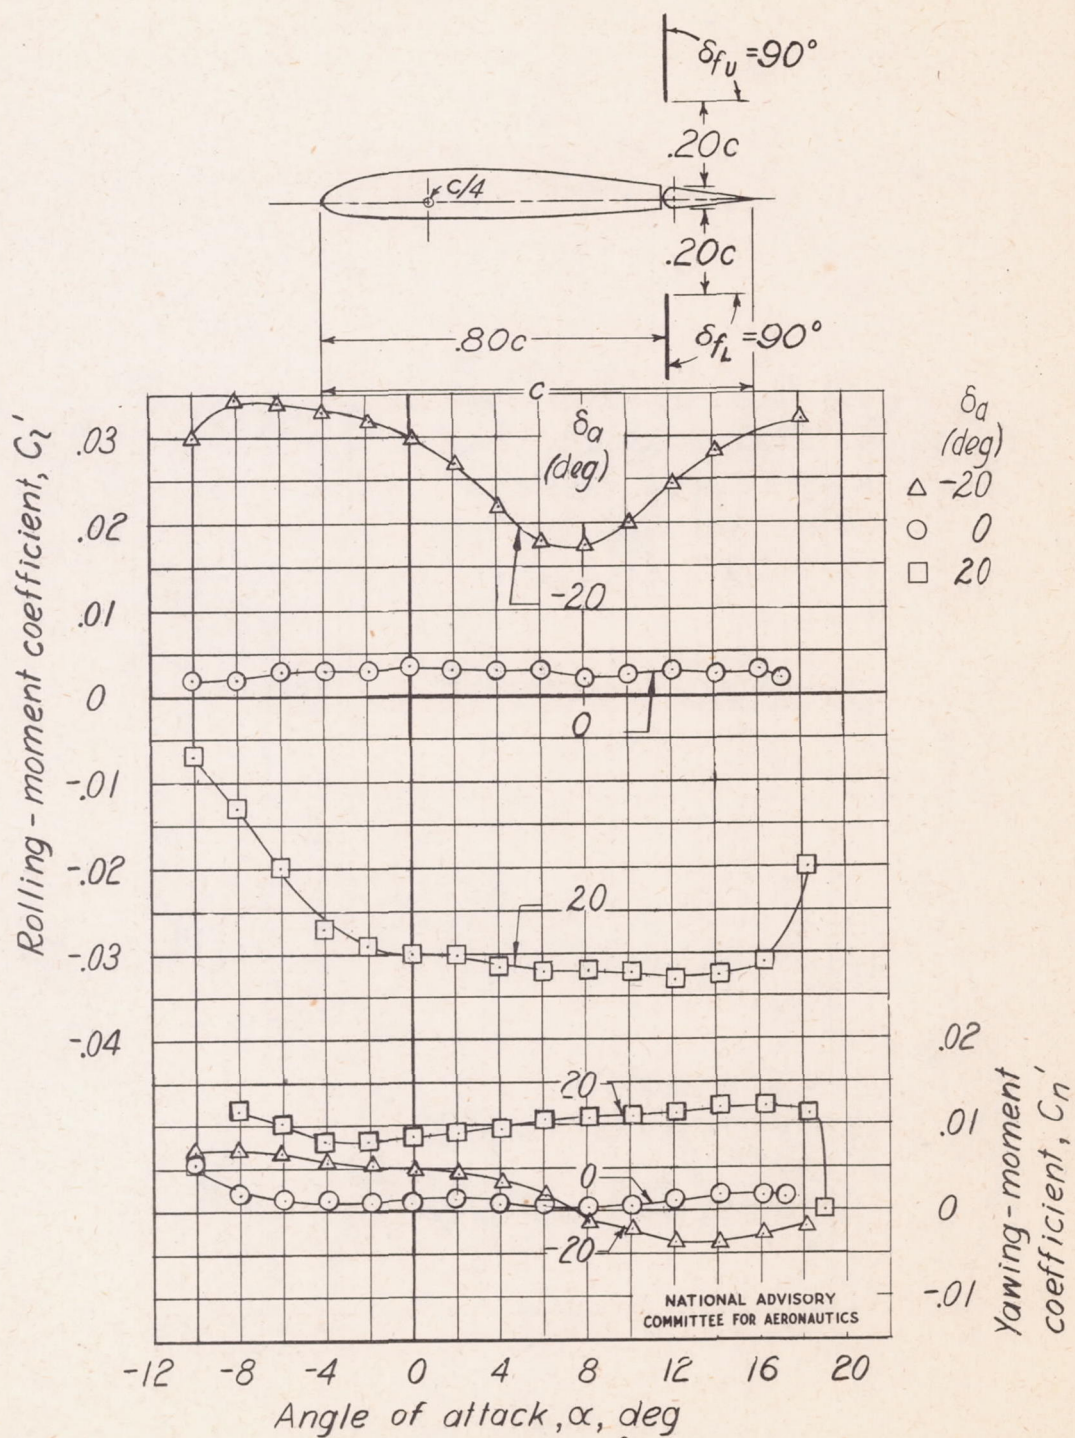 δfU =90°
.20c
c/4
.20c
.80c
δfL =90°
c
Rolling-moment coefficient, Cl'
.03
.02
.01
0
-.01
-.02
-.03
-.04
δa
(deg)
-20
0
20
δa
(deg)
-20
0
20
20
0
-20
.02
.01
0
-.01
Yawing-moment
coefficient, Cn'
NATIONAL ADVISORY
COMMITTEE FOR AERONAUTICS
-12 -8 -4 0 4 8 12 16 20
Angle of attack, α, deg